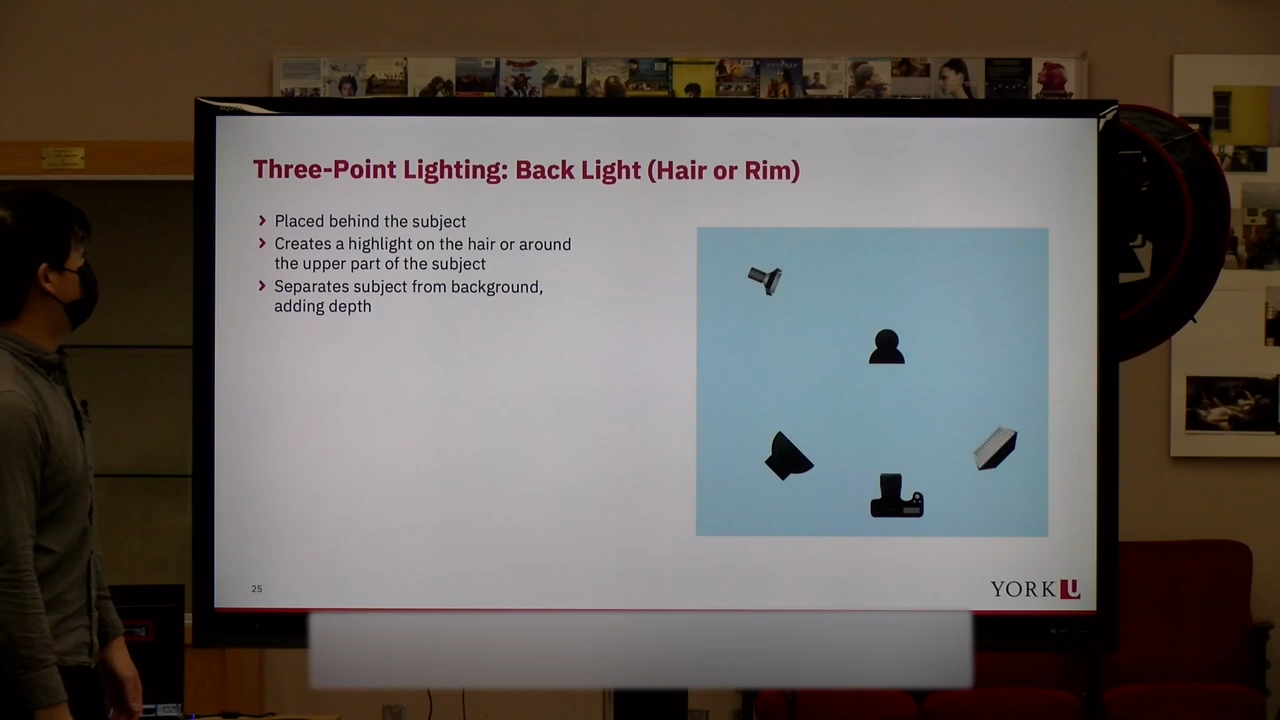 Three-Point Lighting: Back Light (Hair or Rim)
Placed behind the subject
Creates a highlight on the hair or around
the upper part of the subject
Separates subject from background,
adding depth
25
YORK U